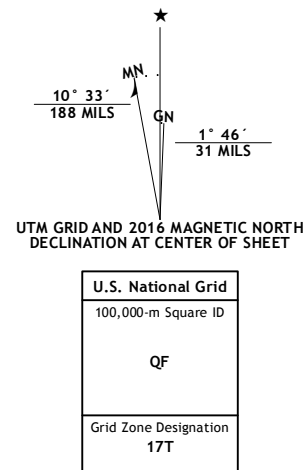 ★
MN
10° 33´
188 MILS
GN
1° 46´
31 MILS
UTM GRID AND 2016 MAGNETIC NORTH
DECLINATION AT CENTER OF SHEET
U.S. National Grid
100,000-m Square ID
QF
Grid Zone Designation
17T